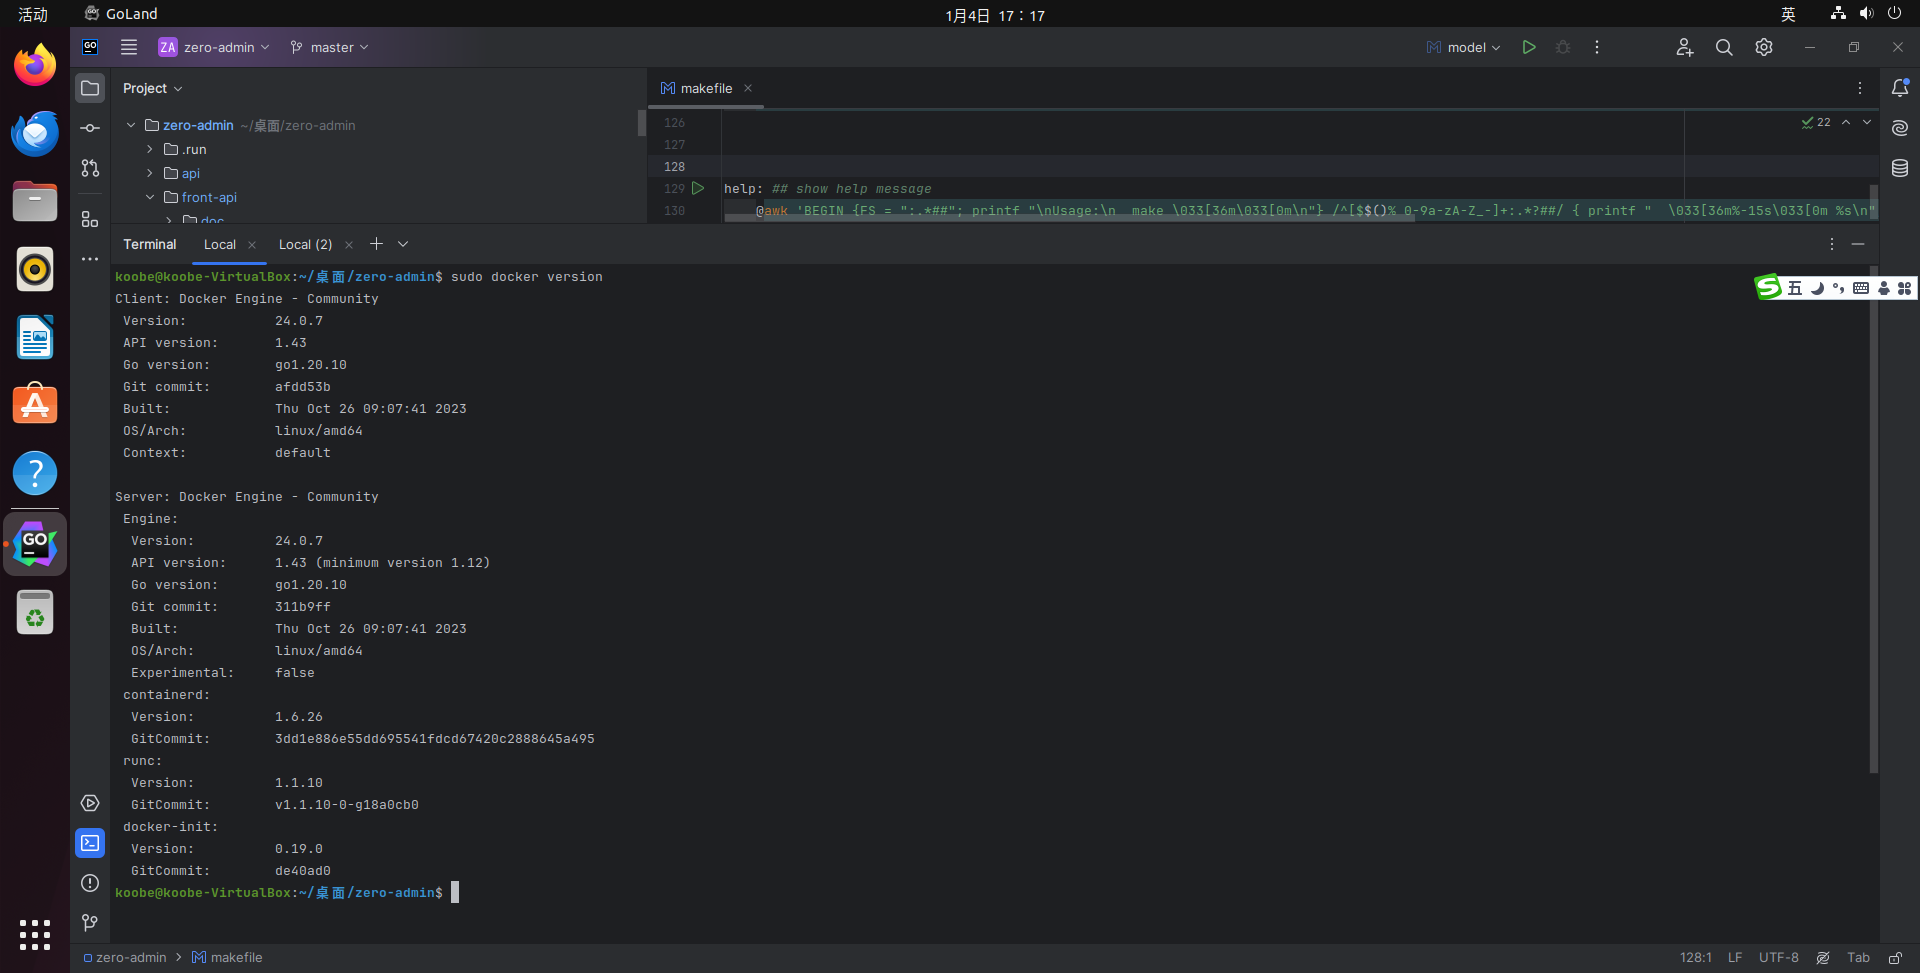 活动
GoLand
1月4日 17：17
英
GO
ZA zero-admin
master
model
Project
makefile
zero-admin ~/桌面/zero-admin
.run
api
front-api
doc
126
127
128
129 help: ## show help message
130 @awk 'BEGIN {FS = ":.*##"; printf "\nUsage:\n  make \033[36m\033[0m\n"} /^[$$()% 0-9a-zA-Z_-]+:.*?##/ { printf "  \033[36m%-15s\033[0m %s\n"
22
Terminal
Local
Local (2)
koobe@koobe-VirtualBox:~/桌面/zero-admin$ sudo docker version
Client: Docker Engine - Community
Version: 24.0.7
API version: 1.43
Go version: go1.20.10
Git commit: afdd53b
Built: Thu Oct 26 09:07:41 2023
OS/Arch: linux/amd64
Context: default
Server: Docker Engine - Community
Engine:
Version: 24.0.7
API version: 1.43 (minimum version 1.12)
Go version: go1.20.10
Git commit: 311b9ff
Built: Thu Oct 26 09:07:41 2023
OS/Arch: linux/amd64
Experimental: false
containerd:
Version: 1.6.26
GitCommit: 3dd1e886e55dd695541fdcd67420c2888645a495
runc:
Version: 1.1.10
GitCommit: v1.1.10-0-g18a0cb0
docker-init:
Version: 0.19.0
GitCommit: de40ad0
koobe@koobe-VirtualBox:~/桌面/zero-admin$
五
GO
zero-admin > makefile
128:1 LF UTF-8 Tab